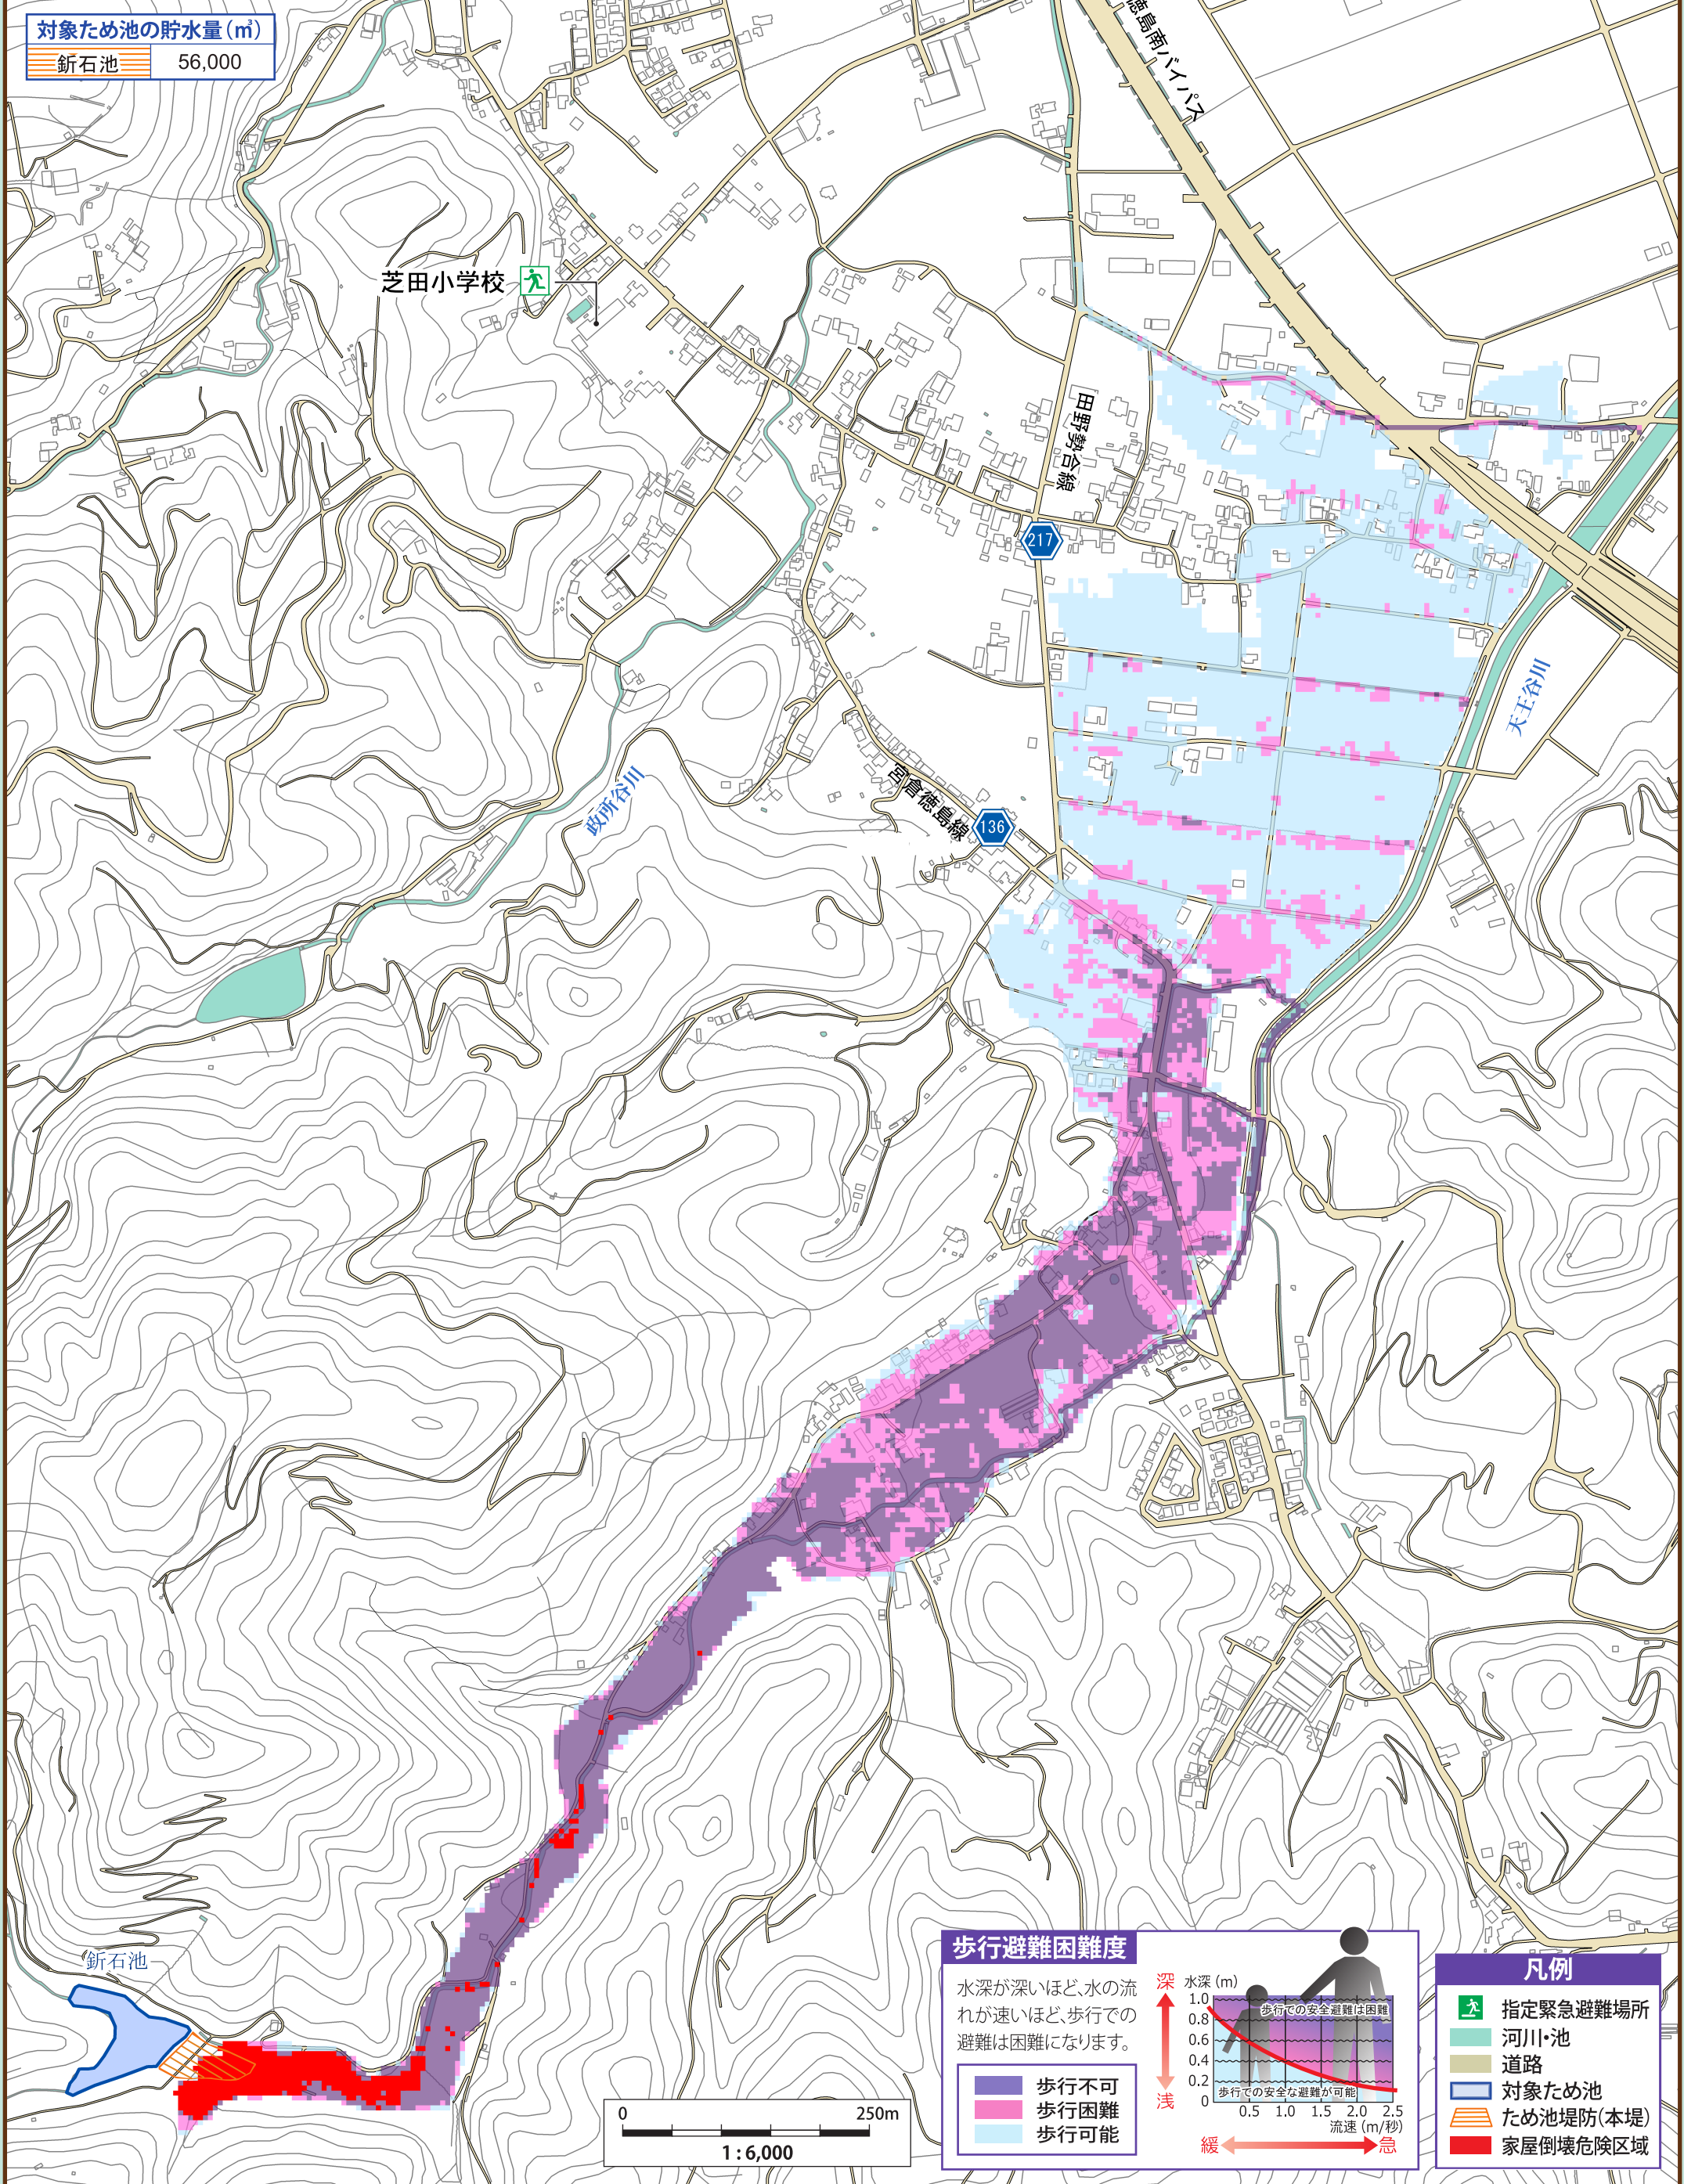 対象ため池の貯水量(㎥)
釿石池 56,000
徳島南バイパス
芝田小学校
田野勢合線
217
天王谷川
政所谷川
宮倉徳島線
136
釿石池
歩行避難困難度
水深が深いほど、水の流
れが速いほど、歩行での
避難は困難になります。
歩行不可
歩行困難
歩行可能
深
浅
水深(m)
1.0
0.8
0.6
0.4
0.2
0
歩行での安全避難は困難
歩行での安全な避難が可能
0.5 1.0 1.5 2.0 2.5
流速(m/秒)
緩 急
凡例
指定緊急避難場所
河川・池
道路
対象ため池
ため池堤防(本堤)
家屋倒壊危険区域
0 250m
1:6,000